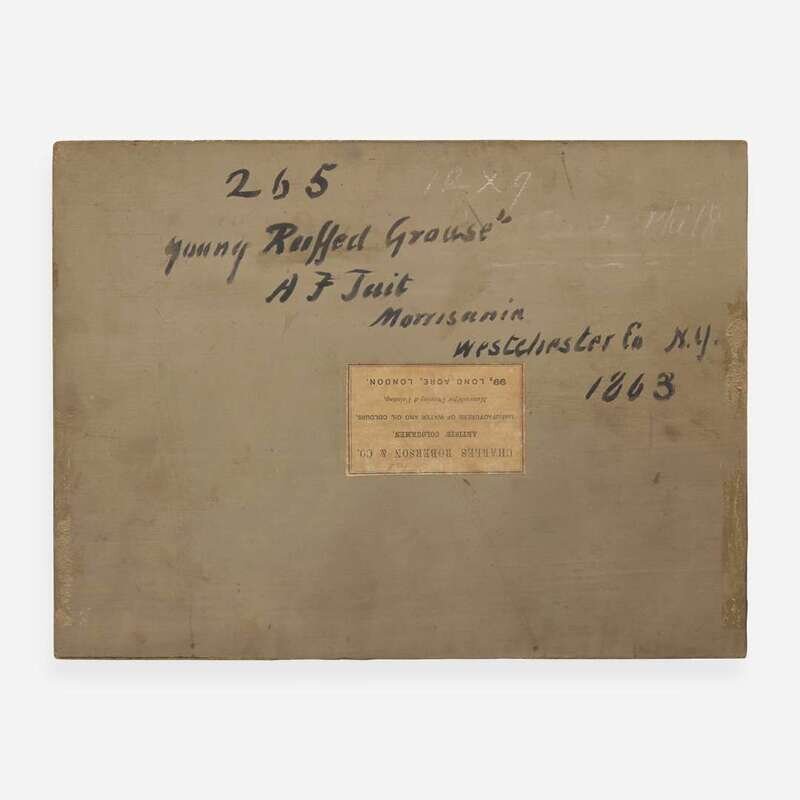 265
12 x 9
young Ruffed Grouse"
A F Tait
Morrisania
Westchester Co N.Y.
1863
CHARLES ROBERSON & CO.
ARTISTS' COLOURMEN,
MANUFACTURERS OF WATER AND OIL COLOURS,
Materials for Drawing & Painting,
99, LONG ACRE, LONDON.